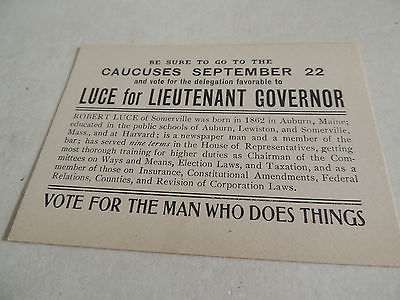 BE SURE TO GO TO THE
CAUCUSES SEPTEMBER 22
and vote for the delegation favorable to
LUCE for LIEUTENANT GOVERNOR
ROBERT LUCE of Somerville was born in 1862 in Auburn, Maine;
educated in the public schools of Auburn, Lewiston, and Somerville,
Mass., and at Harvard; is a newspaper man and a member of the
bar; has served nine terms in the House of Representatives, getting
most thorough training for higher duties as Chairman of the Com-
mittees on Ways and Means, Election Laws, and Taxation, and as a
member of those on Insurance, Constitutional Amendments, Federal
Relations, Counties, and Revision of Corporation Laws.
VOTE FOR THE MAN WHO DOES THINGS